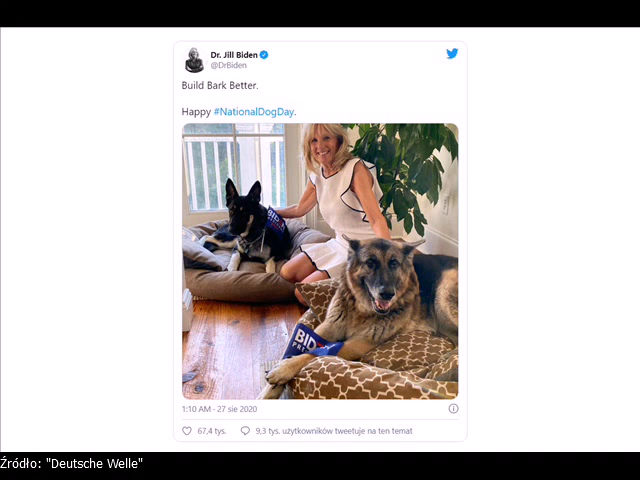 Dr. Jill Biden
@DrBiden
Build Bark Better.
Happy #NationalDogDay.
BID
1:10 AM · 27 sie 2020
67,4 tys.
9,3 tys. użytkowników tweetuje na ten temat
Źródło: "Deutsche Welle"